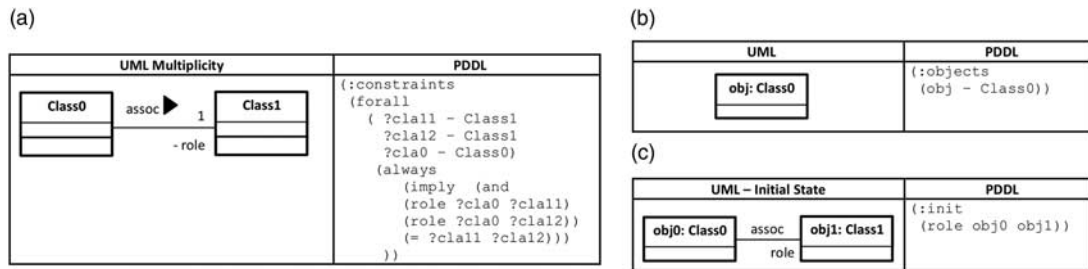 (a)
UML Multiplicity
PDDL
Class0
assoc
1
Class1
- role
(:constraints
(forall
( ?cla11 - Class1
?cla12 - Class1
?cla0 - Class0)
(always
(imply (and
(role ?cla0 ?cla11)
(role ?cla0 ?cla12))
(= ?cla11 ?cla12)))
))
(b)
UML
PDDL
obj: Class0
(:objects
(obj - Class0))
(c)
UML – Initial State
PDDL
obj0: Class0
assoc
role
obj1: Class1
(:init
(role obj0 obj1))